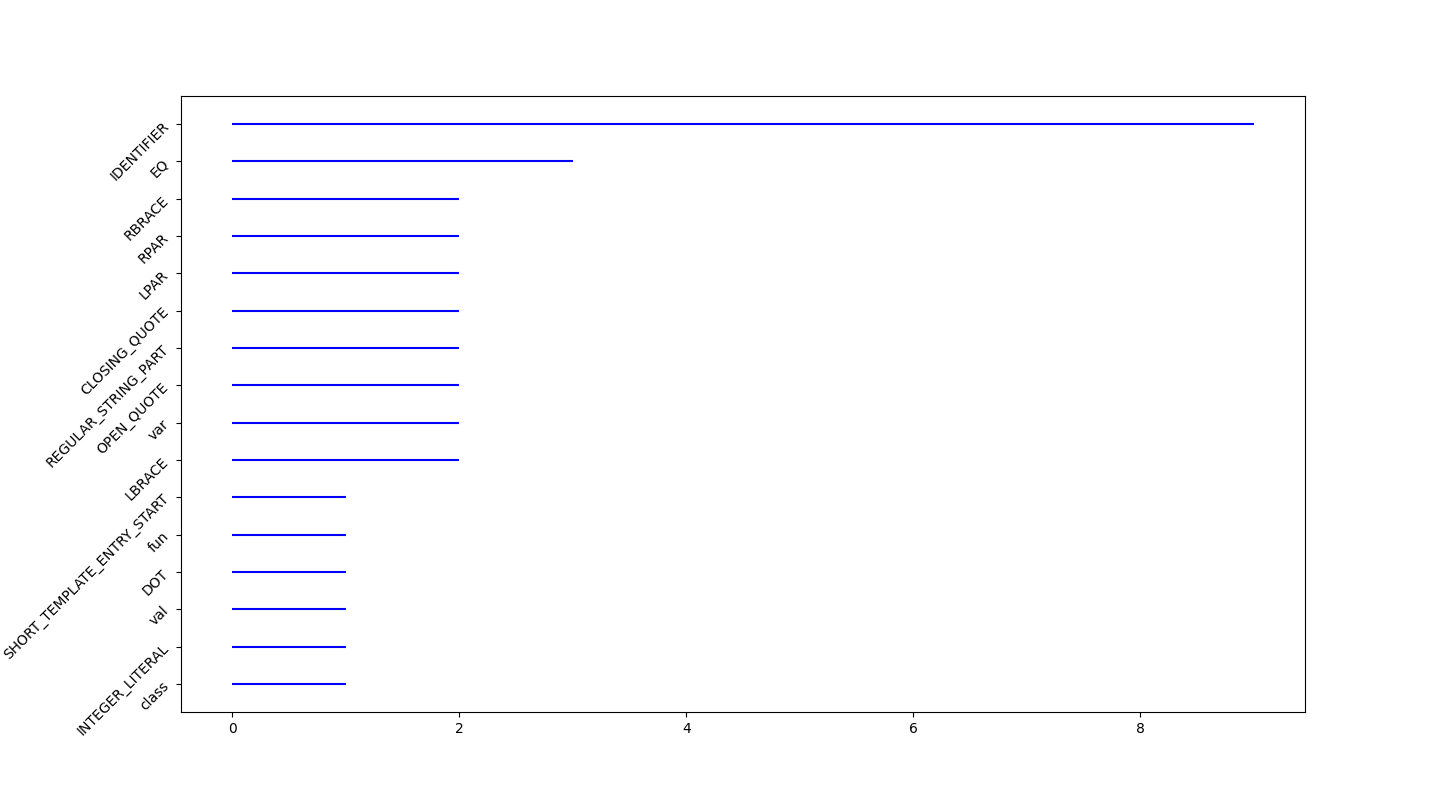 IDENTIFIER
EQ
RBRACE
RPAR
LPAR
CLOSING_QUOTE
REGULAR_STRING_PART
OPEN_QUOTE
var
LBRACE
SHORT_TEMPLATE_ENTRY_START
fun
DOT
val
INTEGER_LITERAL
class
0 2 4 6 8